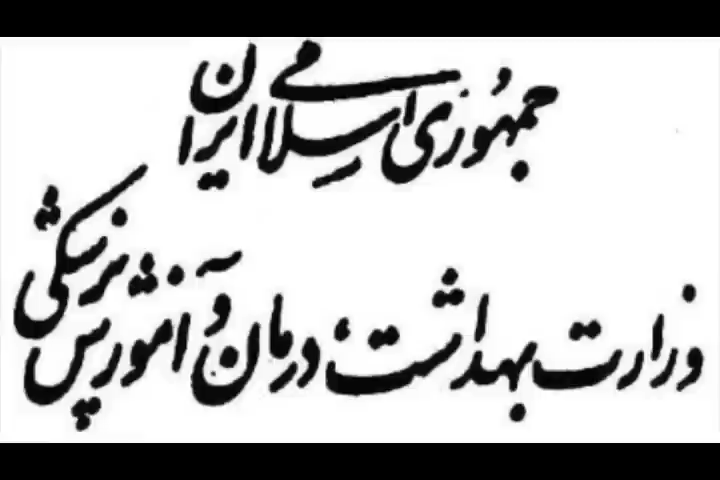 جمهوری اسلامی ایران
وزارت بهداشت، درمان و آموزش پزشکی